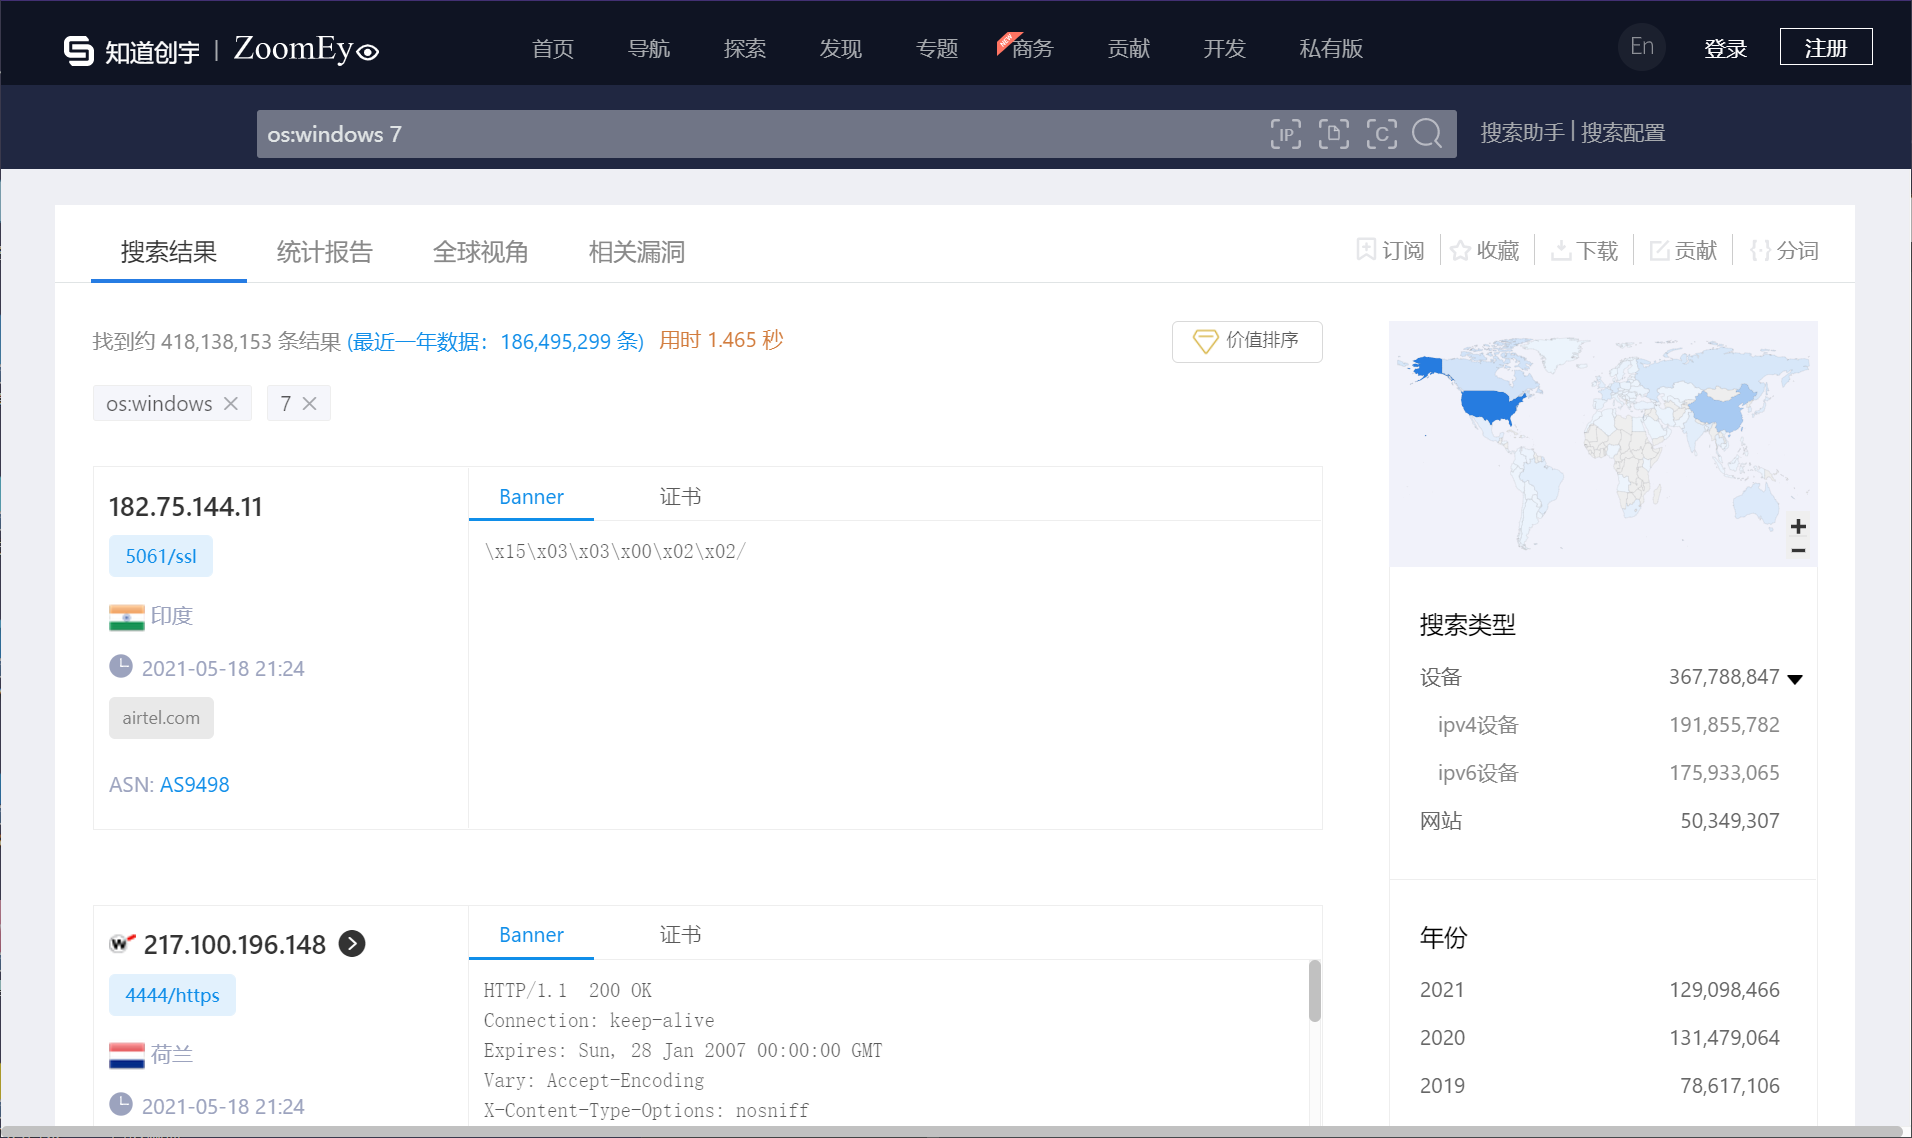 知道创宇 | ZoomEye
首页 导航 探索 发现 专题 NEW 商务 贡献 开发 私有版 En 登录 注册
os:windows 7 IP C 搜索助手 | 搜索配置
搜索结果 统计报告 全球视角 相关漏洞 订阅 收藏 下载 贡献 分词
找到约 418,138,153 条结果 (最近一年数据：186,495,299 条) 用时 1.465 秒
价值排序
os:windows 7
182.75.144.11
5061/ssl
印度
2021-05-18 21:24
airtel.com
ASN: AS9498
Banner 证书
\x15\x03\x03\x00\x02\x02/
217.100.196.148
4444/https
荷兰
2021-05-18 21:24
Banner 证书
HTTP/1.1  200 OK
Connection: keep-alive
Expires: Sun, 28 Jan 2007 00:00:00 GMT
Vary: Accept-Encoding
X-Content-Type-Options: nosniff
+
−
搜索类型
设备 367,788,847
ipv4设备 191,855,782
ipv6设备 175,933,065
网站 50,349,307
年份
2021 129,098,466
2020 131,479,064
2019 78,617,106